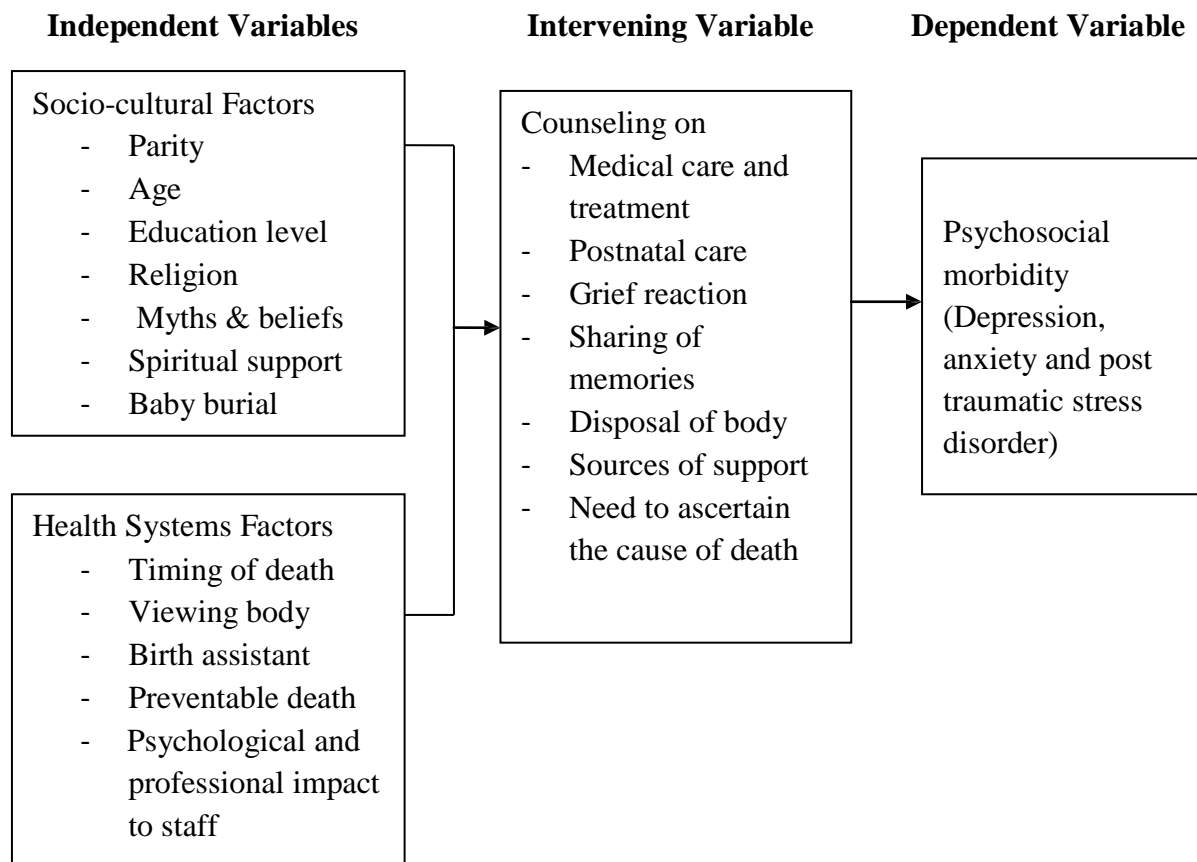 Independent Variables
Intervening Variable
Dependent Variable
Socio-cultural Factors
- Parity
- Age
- Education level
- Religion
- Myths & beliefs
- Spiritual support
- Baby burial
Health Systems Factors
- Timing of death
- Viewing body
- Birth assistant
- Preventable death
- Psychological and
professional impact
to staff
Counseling on
- Medical care and
treatment
- Postnatal care
- Grief reaction
- Sharing of
memories
- Disposal of body
- Sources of support
- Need to ascertain
the cause of death
Psychosocial
morbidity
(Depression,
anxiety and post
traumatic stress
disorder)